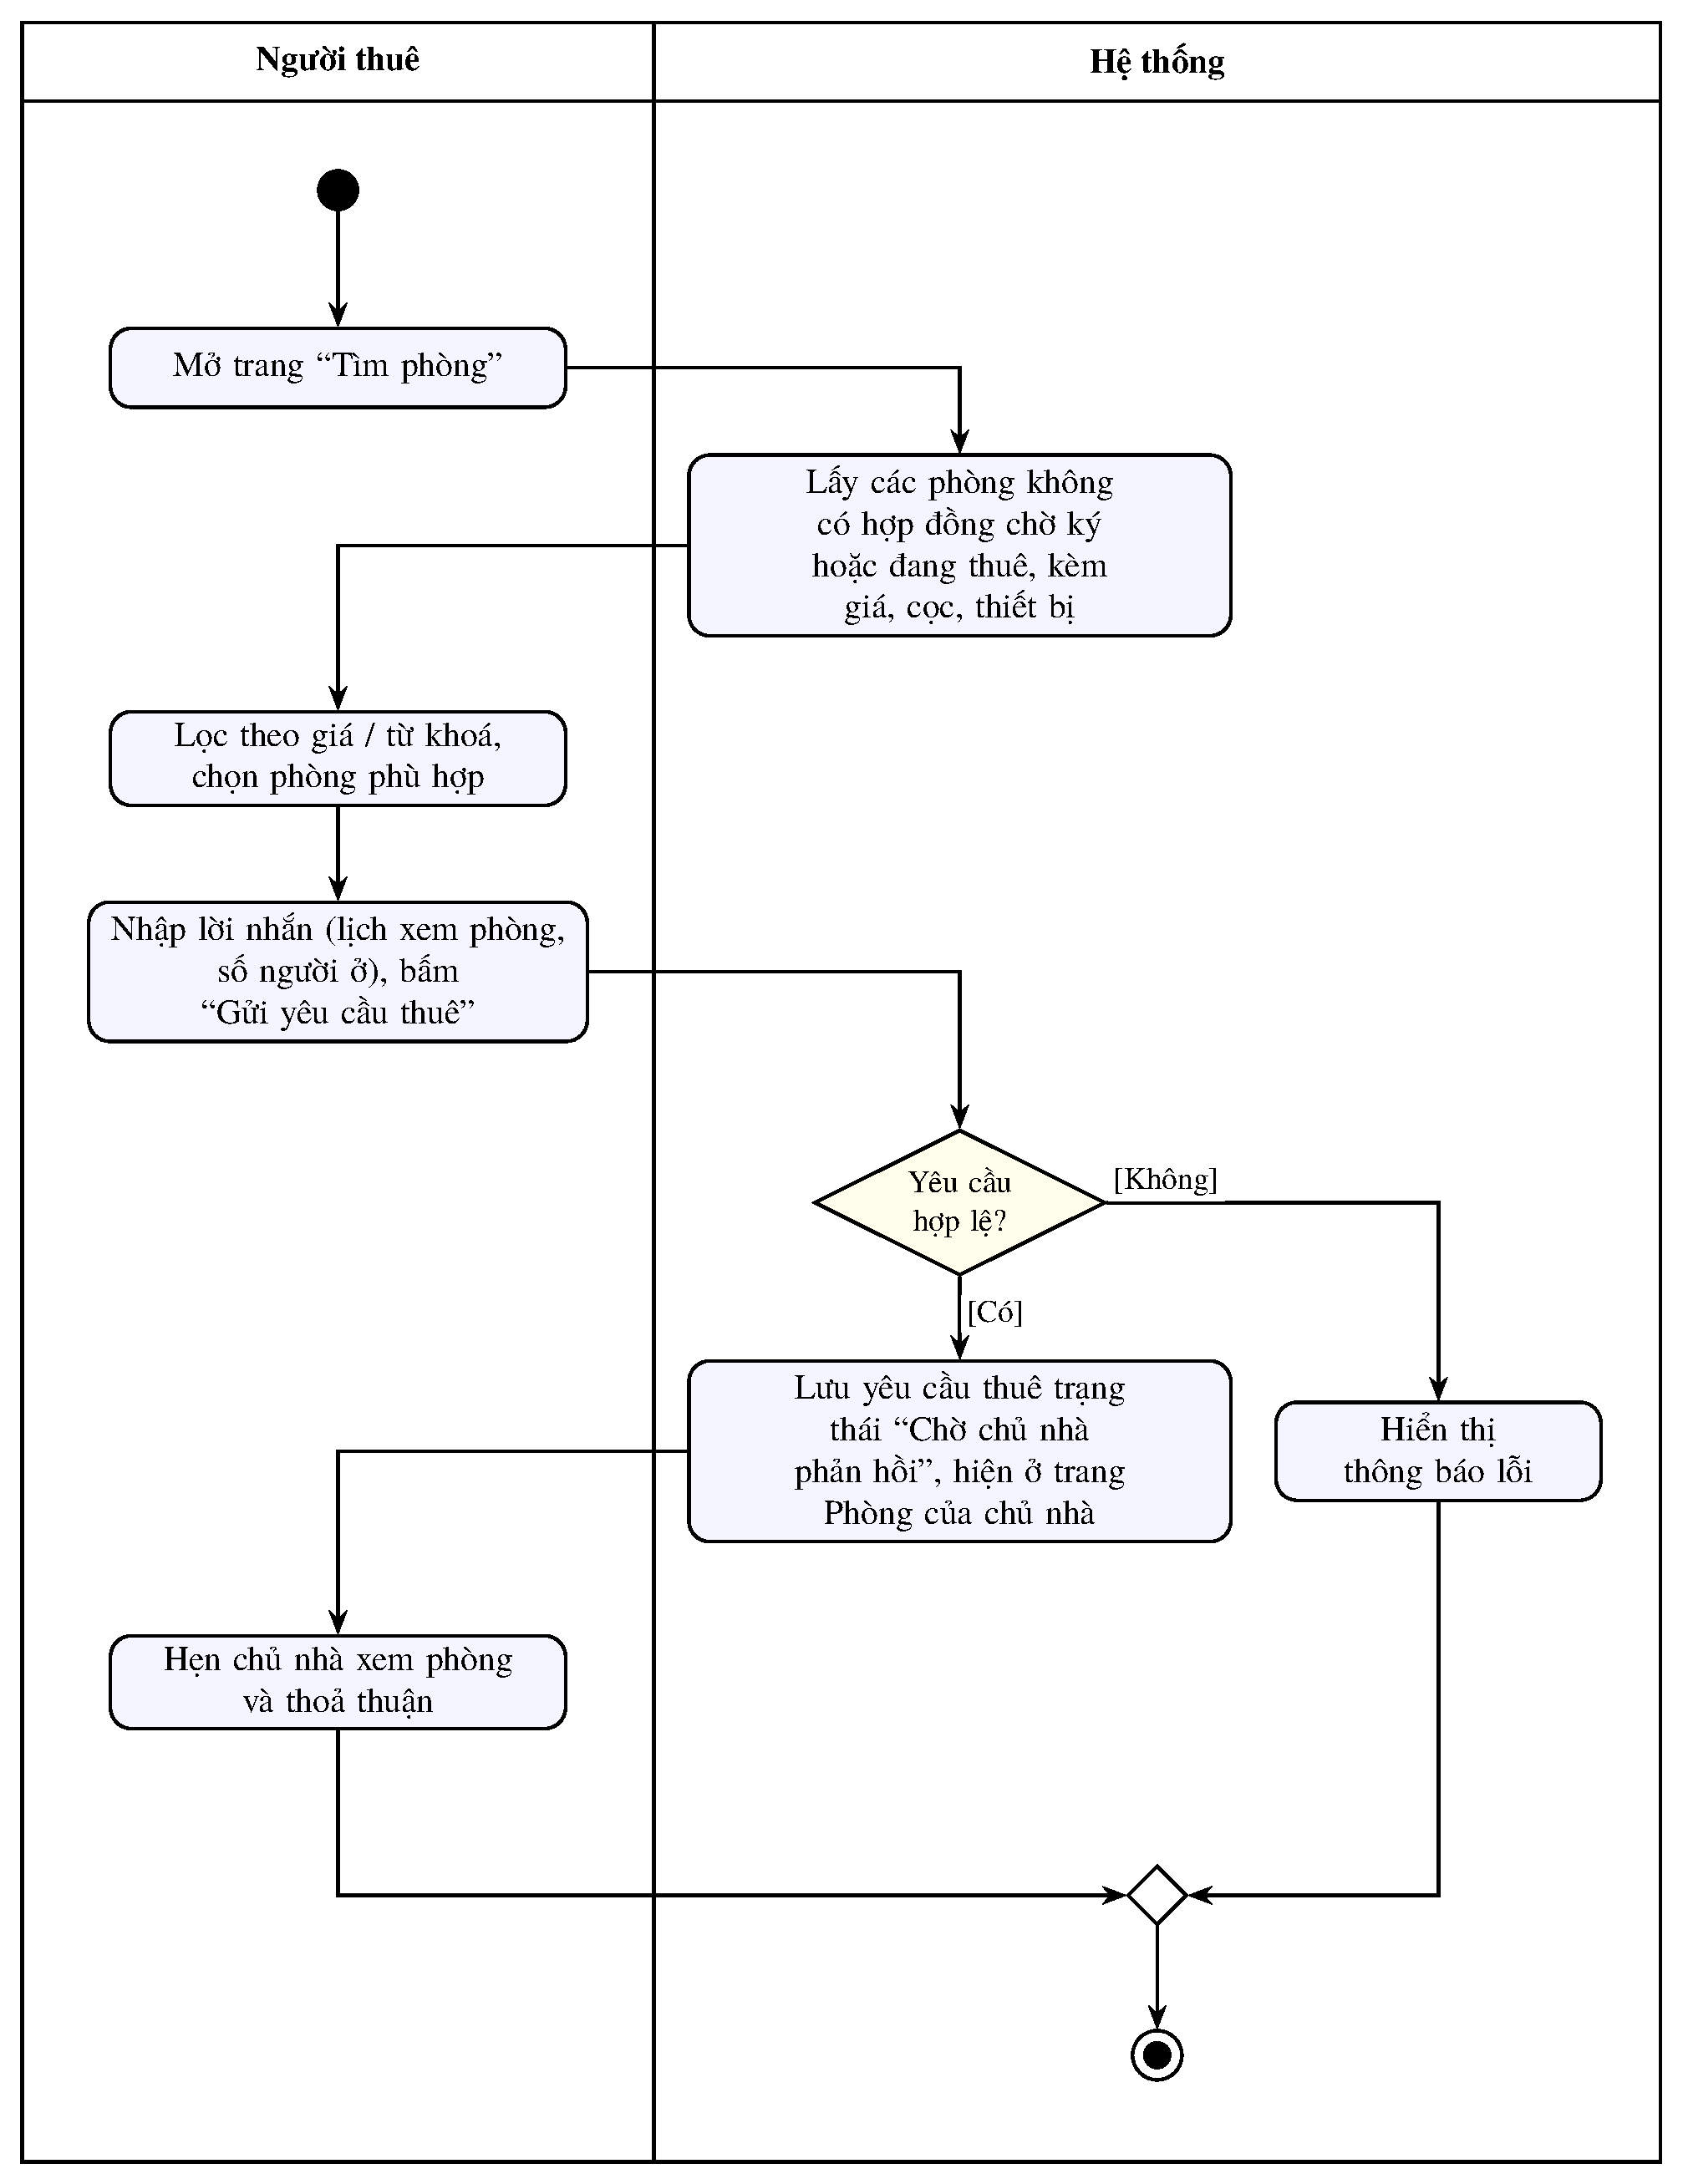 Người thuê
Hệ thống
Mở trang “Tìm phòng”
Lấy các phòng không
có hợp đồng chờ ký
hoặc đang thuê, kèm
giá, cọc, thiết bị
Lọc theo giá / từ khoá,
chọn phòng phù hợp
Nhập lời nhắn (lịch xem phòng,
số người ở), bấm
“Gửi yêu cầu thuê”
Yêu cầu
hợp lệ?
[Không]
[Có]
Lưu yêu cầu thuê trạng
thái “Chờ chủ nhà
phản hồi”, hiện ở trang
Phòng của chủ nhà
Hiển thị
thông báo lỗi
Hẹn chủ nhà xem phòng
và thoả thuận